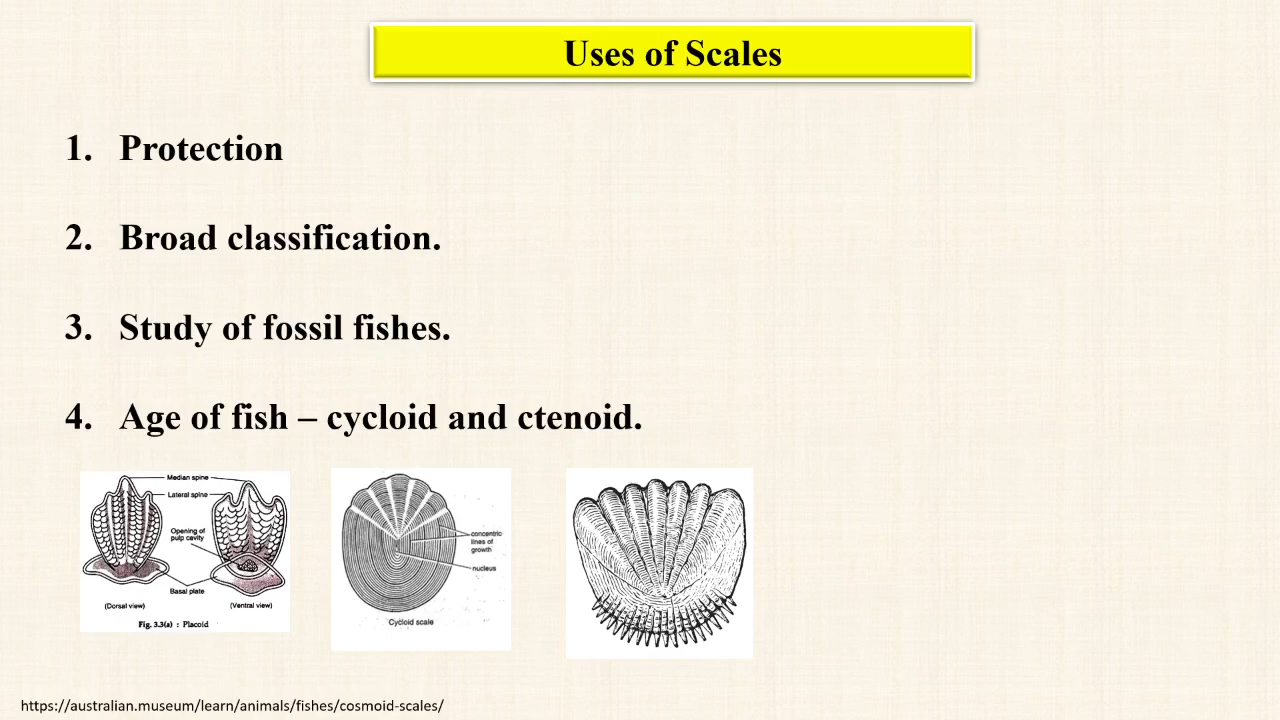 Uses of Scales
1. Protection
2. Broad classification.
3. Study of fossil fishes.
4. Age of fish – cycloid and ctenoid.
Median spine
Lateral spine
Opening of
pulp cavity
Basal plate
(Dorsal view) (Ventral view)
Fig. 3.3(a) : Placoid
concentric
lines of
growth
nucleus
Cycloid scale
https://australian.museum/learn/animals/fishes/cosmoid-scales/